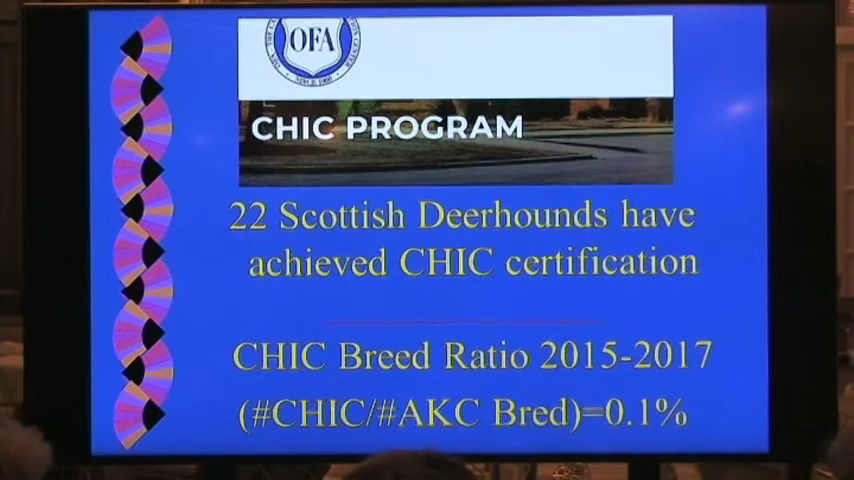 OFA
CHIC PROGRAM
22 Scottish Deerhounds have
achieved CHIC certification
CHIC Breed Ratio 2015-2017
(#CHIC/#AKC Bred)=0.1%